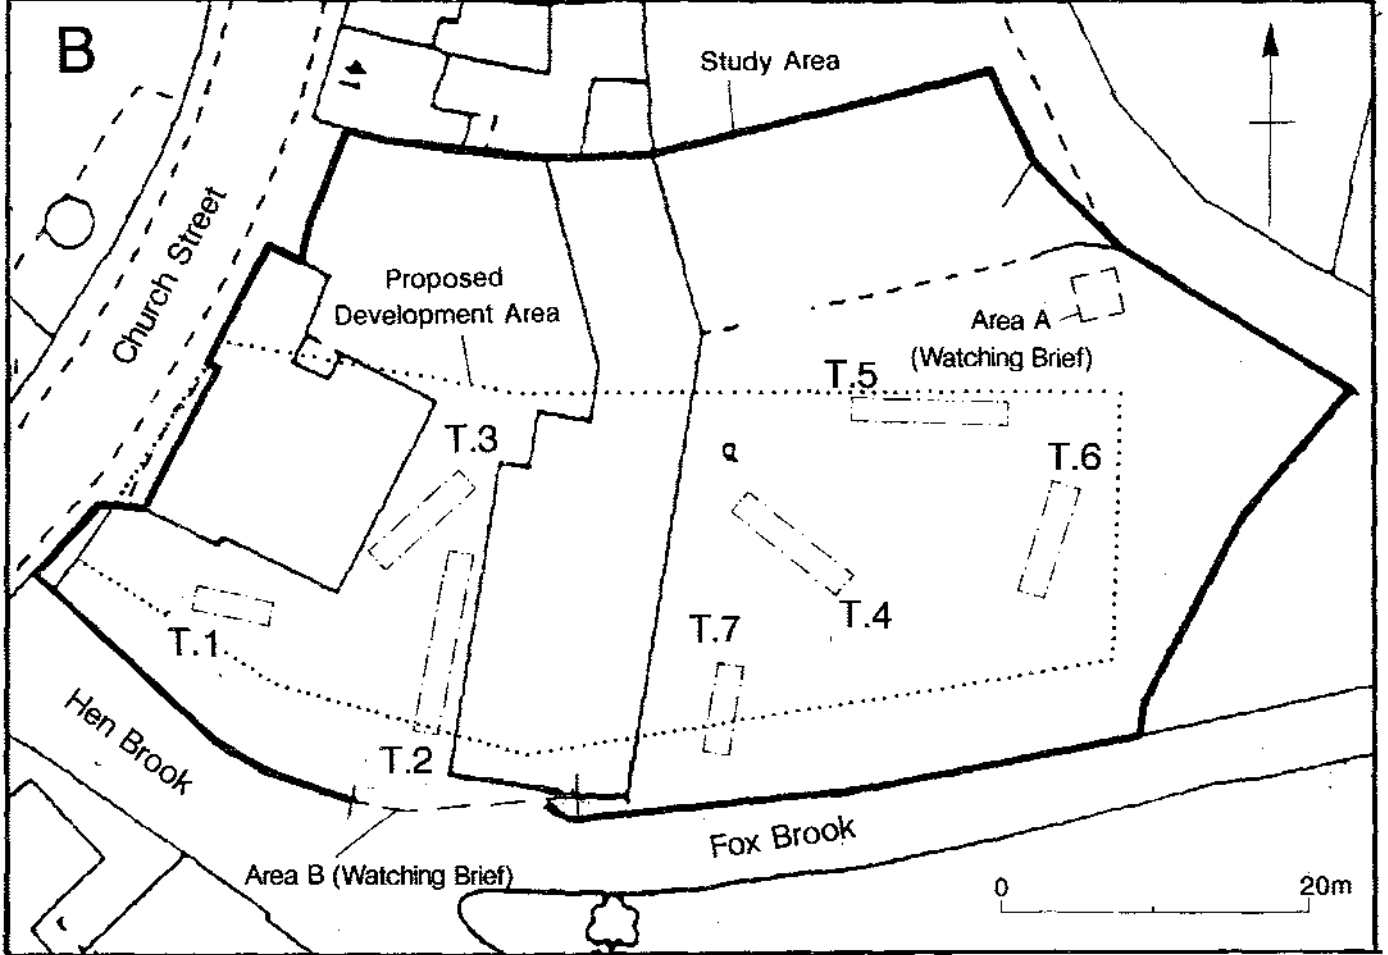 B
41
Study Area
Church Street
Proposed
Development Area
Area A
(Watching Brief)
T.5
T.3
T.6
T.4
T.1
T.7
T.2
Hen Brook
Fox Brook
Area B (Watching Brief)
0 20m